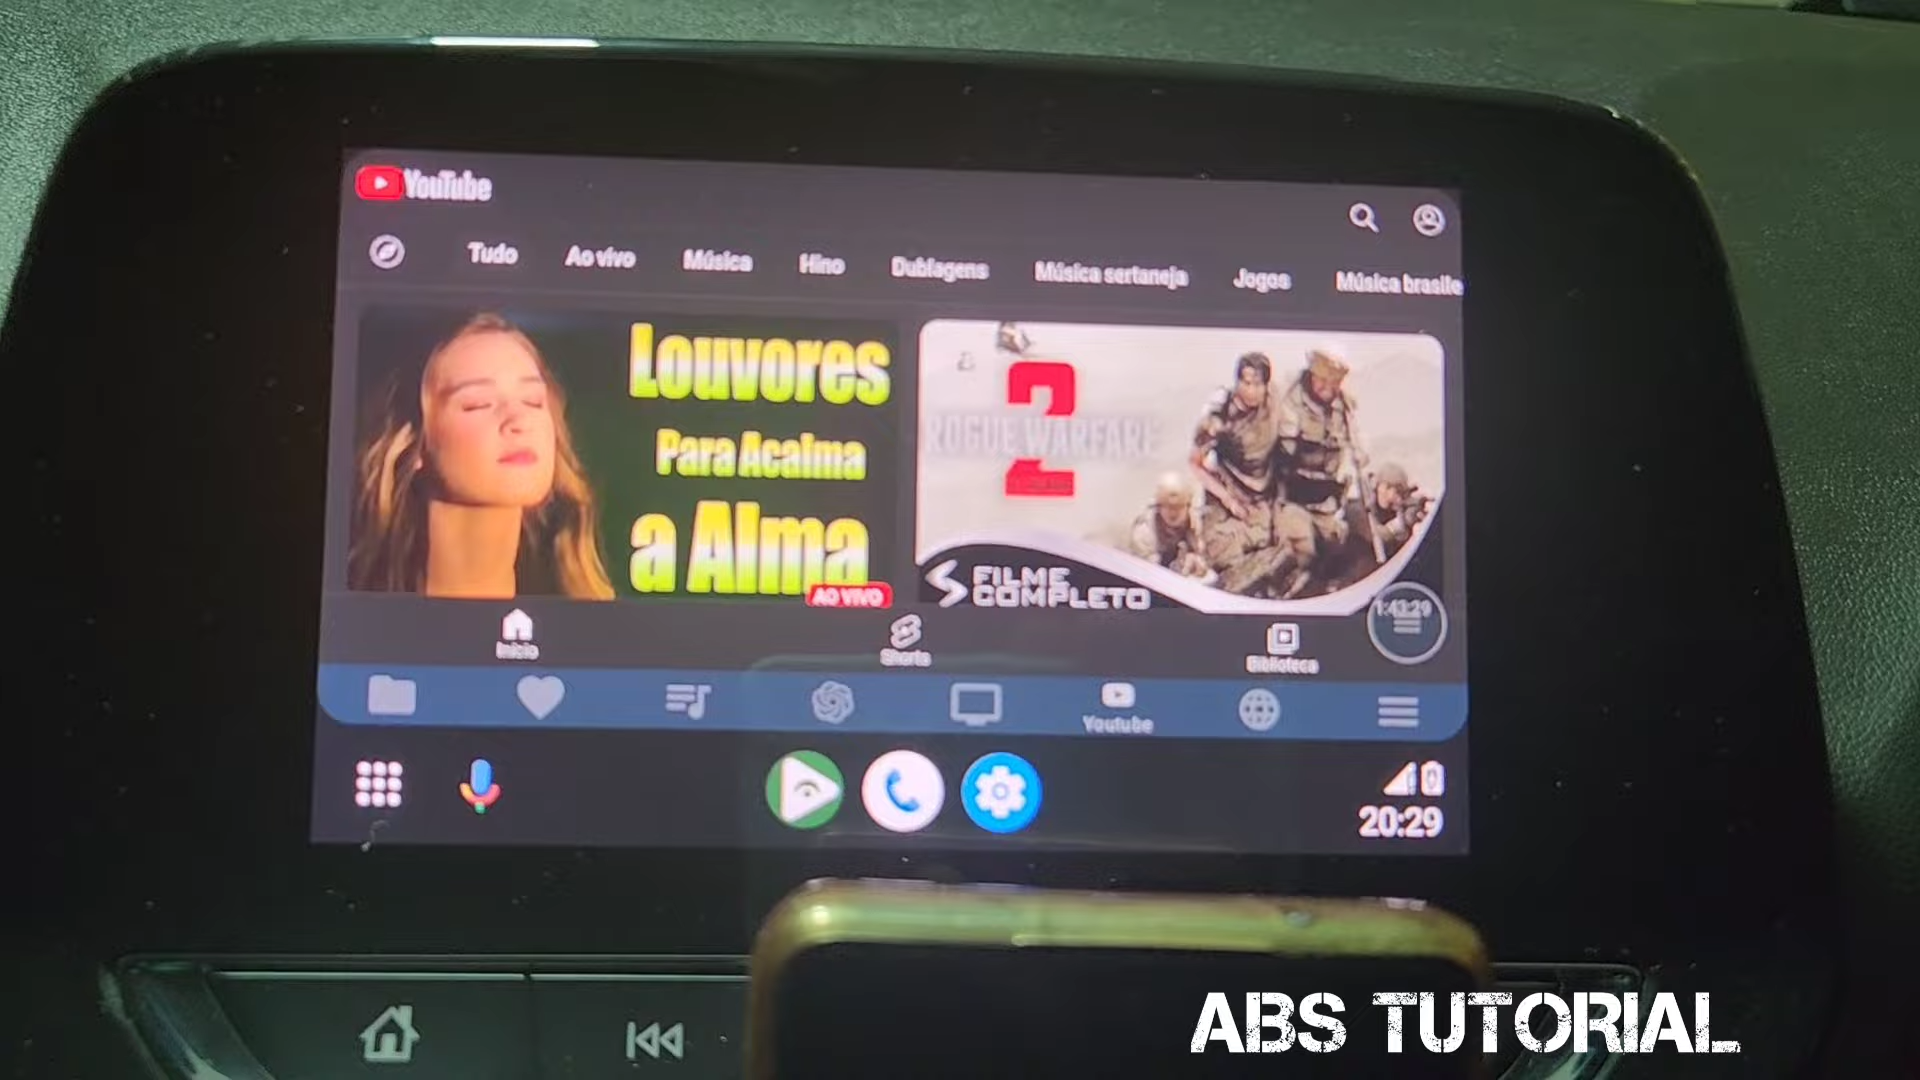 YouTube
Tudo Ao vivo Música Hino Dublagens Música sertaneja Jogos Música brasile
Louvores
Para Acalma
a Alma
AO VIVO
2
ROGUE WARFARE
FILME
COMPLETO
1:43:29
Início Shorts Biblioteca
Youtube
20:29
ABS TUTORIAL